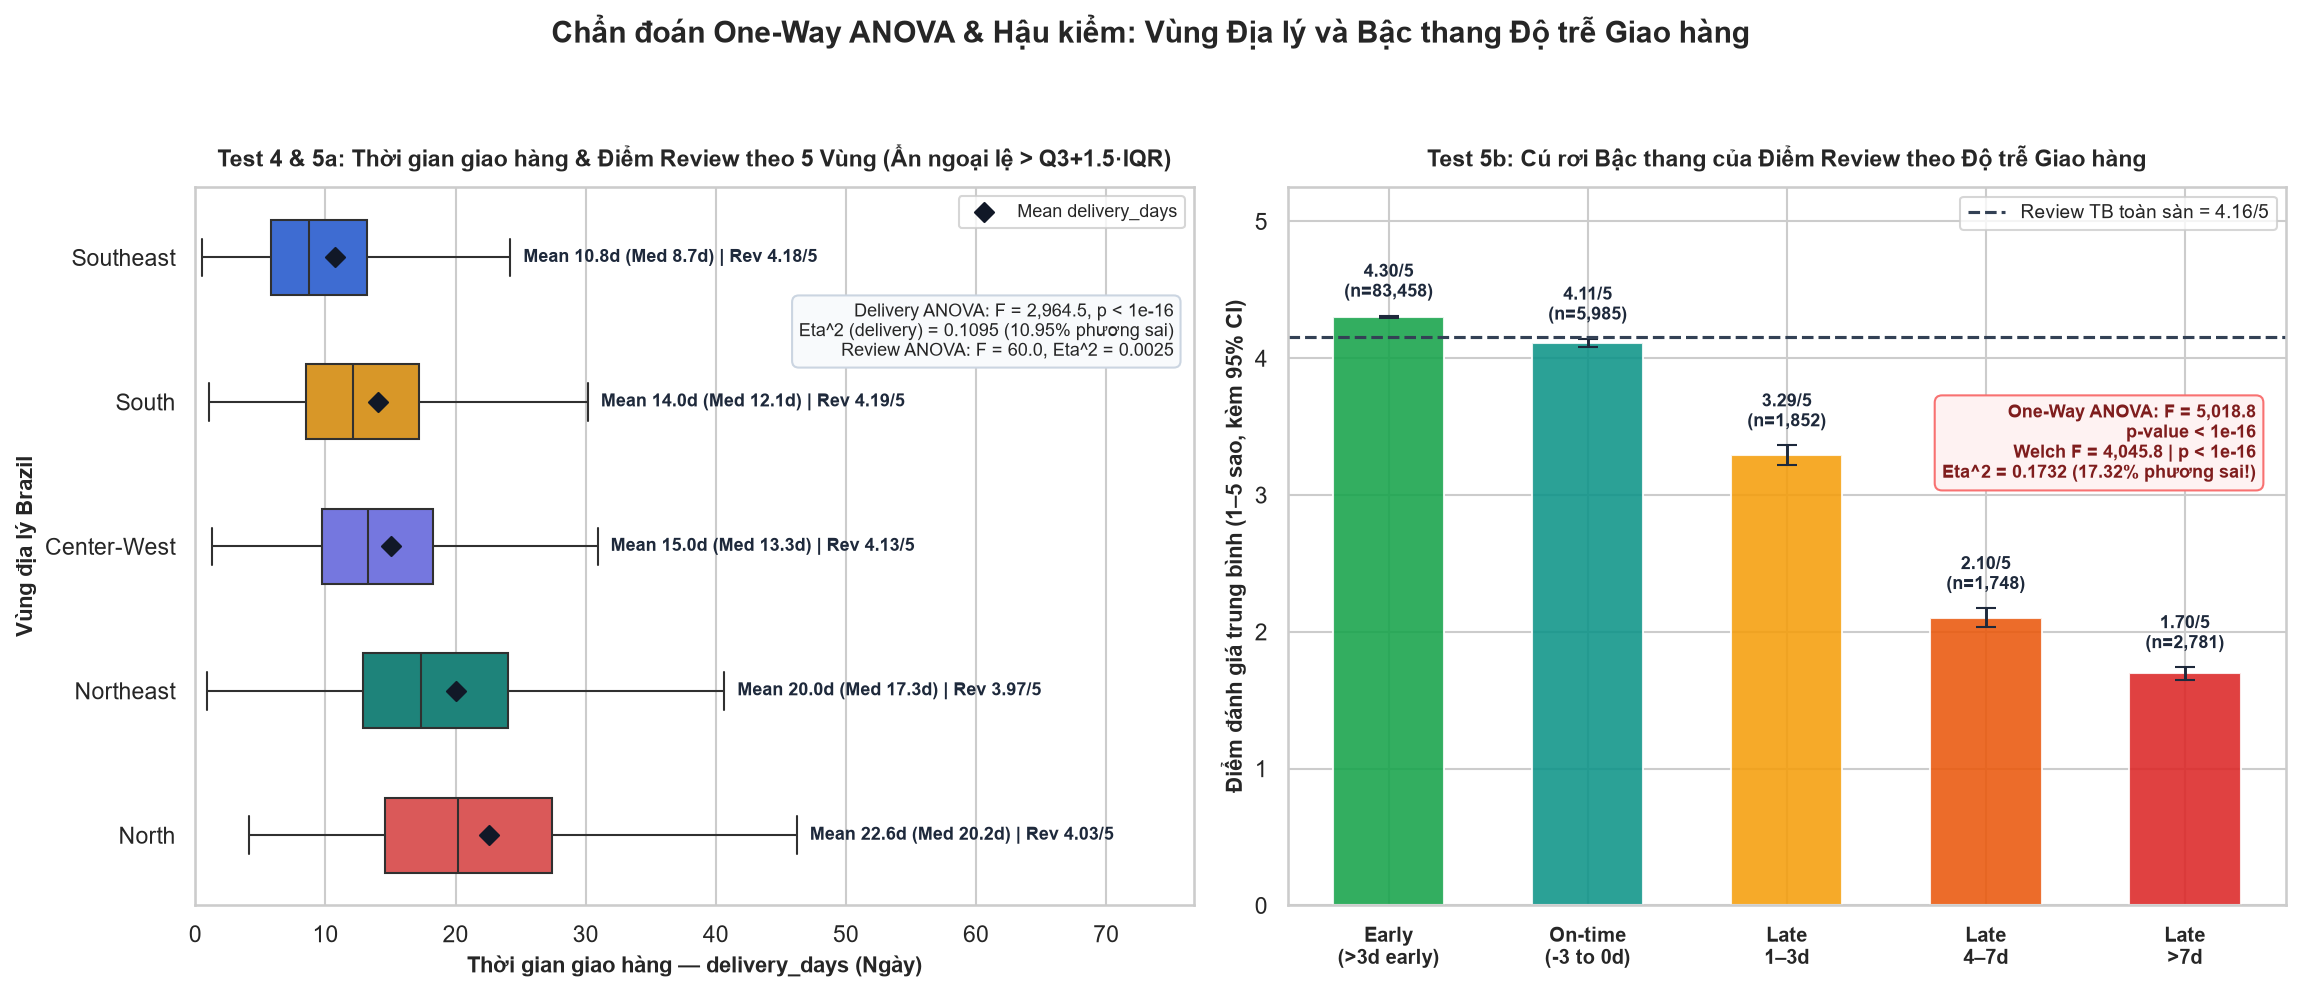 Chẩn đoán One-Way ANOVA & Hậu kiểm: Vùng Địa lý và Bậc thang Độ trễ Giao hàng
Test 4 & 5a: Thời gian giao hàng & Điểm Review theo 5 Vùng (Ẩn ngoại lệ > Q3+1.5·IQR)
Mean delivery_days
Southeast
Mean 10.8d (Med 8.7d) | Rev 4.18/5
Delivery ANOVA: F = 2,964.5, p < 1e-16
Eta^2 (delivery) = 0.1095 (10.95% phương sai)
Review ANOVA: F = 60.0, Eta^2 = 0.0025
South
Mean 14.0d (Med 12.1d) | Rev 4.19/5
Center-West
Mean 15.0d (Med 13.3d) | Rev 4.13/5
Northeast
Mean 20.0d (Med 17.3d) | Rev 3.97/5
North
Mean 22.6d (Med 20.2d) | Rev 4.03/5
Vùng địa lý Brazil
0 10 20 30 40 50 60 70
Thời gian giao hàng — delivery_days (Ngày)
Test 5b: Cú rơi Bậc thang của Điểm Review theo Độ trễ Giao hàng
Review TB toàn sàn = 4.16/5
Điểm đánh giá trung bình (1–5 sao, kèm 95% CI)
5
4
3
2
1
0
4.30/5
(n=83,458)
4.11/5
(n=5,985)
3.29/5
(n=1,852)
2.10/5
(n=1,748)
1.70/5
(n=2,781)
One-Way ANOVA: F = 5,018.8
p-value < 1e-16
Welch F = 4,045.8 | p < 1e-16
Eta^2 = 0.1732 (17.32% phương sai!)
Early
(>3d early)
On-time
(-3 to 0d)
Late
1–3d
Late
4–7d
Late
>7d